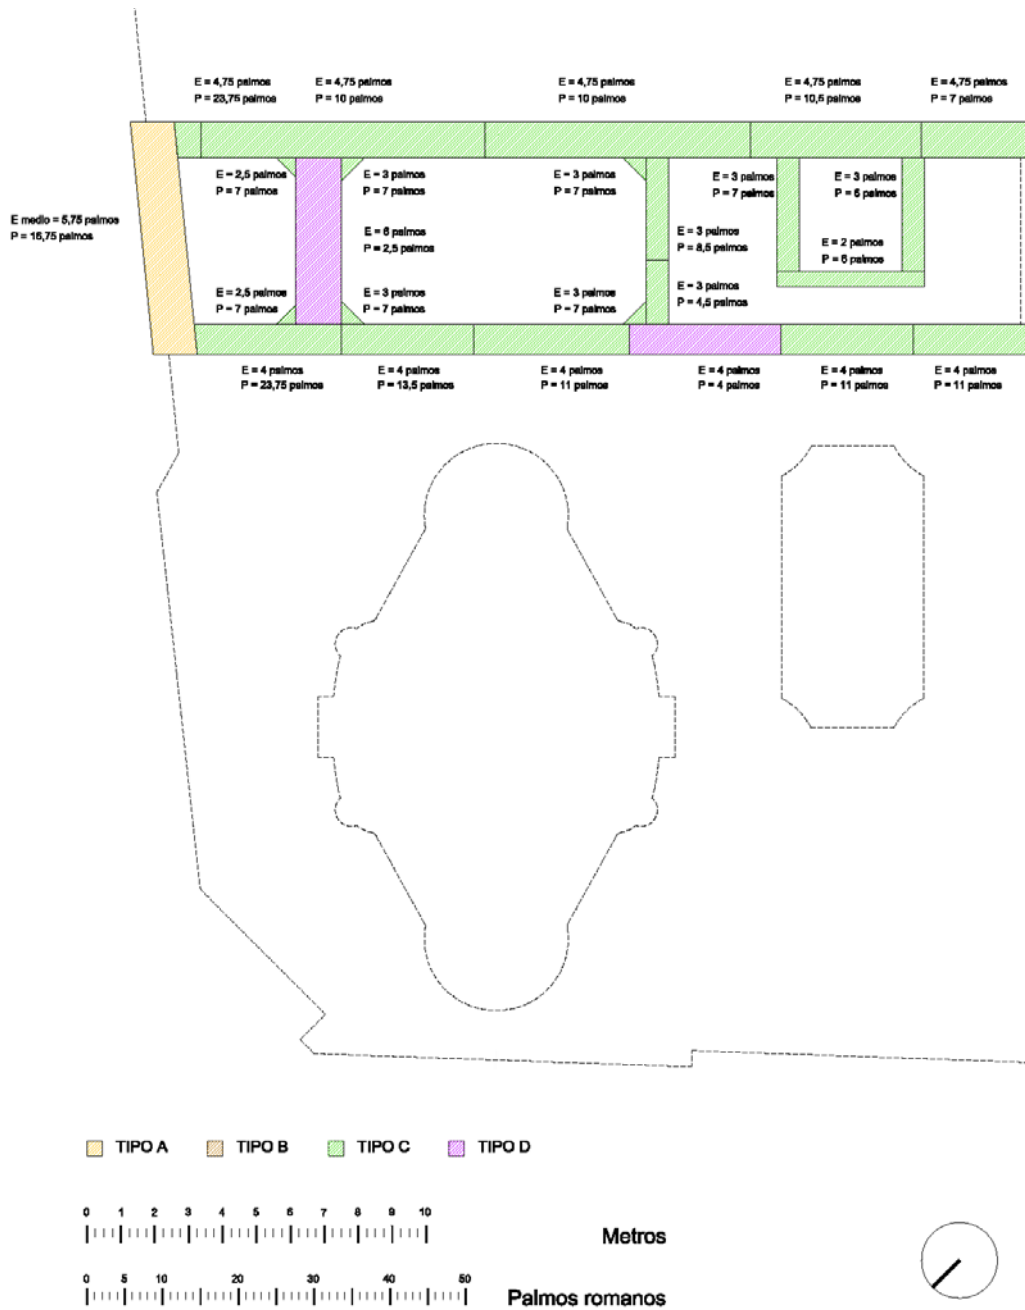 E = 4,75 palmos
P = 23,75 palmos
E = 4,75 palmos
P = 10 palmos
E = 4,75 palmos
P = 10 palmos
E = 4,75 palmos
P = 10,5 palmos
E = 4,75 palmos
P = 7 palmos
E = 2,5 palmos
P = 7 palmos
E = 3 palmos
P = 7 palmos
E = 3 palmos
P = 7 palmos
E = 3 palmos
P = 7 palmos
E = 3 palmos
P = 6 palmos
E medio = 5,75 palmos
P = 16,75 palmos
E = 6 palmos
P = 2,5 palmos
E = 3 palmos
P = 8,5 palmos
E = 2 palmos
P = 6 palmos
E = 2,5 palmos
P = 7 palmos
E = 3 palmos
P = 7 palmos
E = 3 palmos
P = 7 palmos
E = 3 palmos
P = 4,5 palmos
E = 4 palmos
P = 23,75 palmos
E = 4 palmos
P = 13,5 palmos
E = 4 palmos
P = 11 palmos
E = 4 palmos
P = 4 palmos
E = 4 palmos
P = 11 palmos
E = 4 palmos
P = 11 palmos
TIPO A TIPO B TIPO C TIPO D
0 1 2 3 4 5 6 7 8 9 10
Metros
0 5 10 20 30 40 50
Palmos romanos